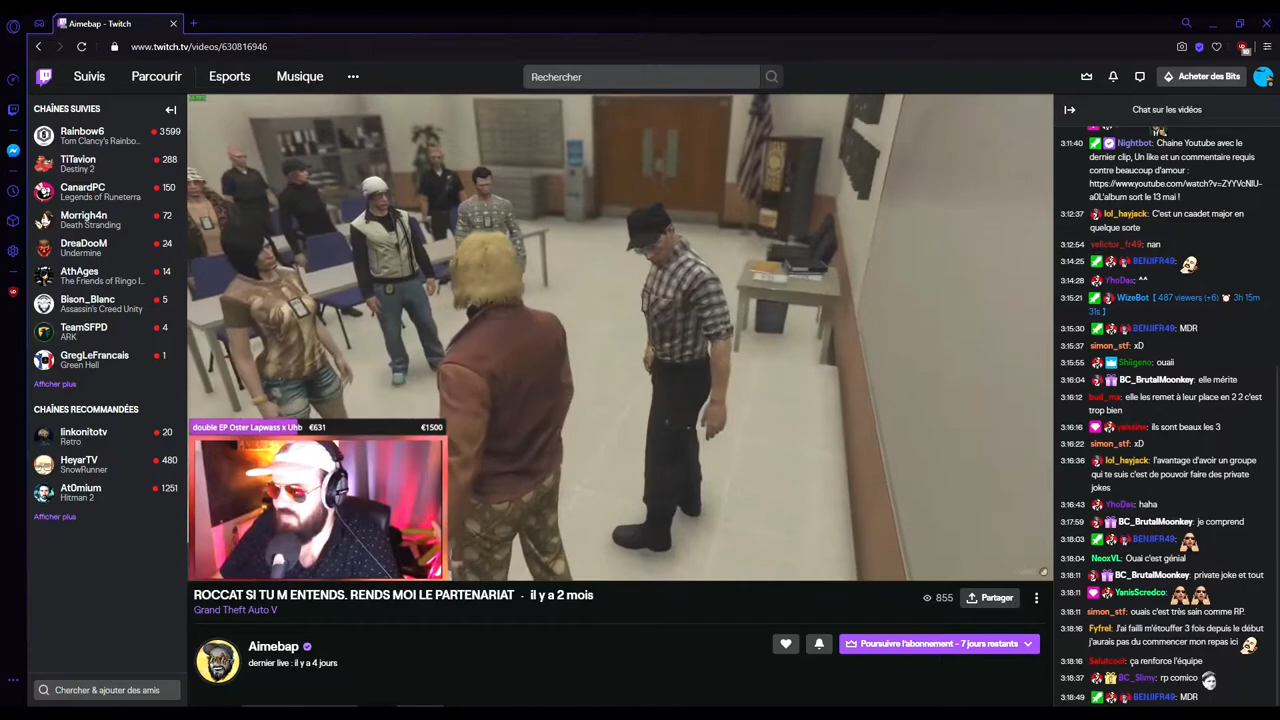 Aimebap - Twitch
www.twitch.tv/videos/630816946
10
Suivis
Parcourir
Esports
Musique
Rechercher
Acheter des Bits
CHAÎNES SUIVIES
Rainbow6
3599
Tom Clancy's Rainbo...
TiTavion
288
Destiny 2
CanardPC
150
Legends of Runeterra
Morrigh4n
72
Death Stranding
DreaDooM
24
Undermine
AthAges
14
The Friends of Ringo I...
Bison_Blanc
5
Assassin's Creed Unity
TeamSFPD
4
ARK
GregLeFrancais
1
Green Hell
Afficher plus
CHAÎNES RECOMMANDÉES
linkonitotv
20
Retro
HeyarTV
480
SnowRunner
At0mium
1251
Hitman 2
Afficher plus
Chercher & ajouter des amis
double EP Oster Lapwass x Uhb €631 €1500
ROCCAT SI TU M ENTENDS. RENDS MOI LE PARTENARIAT - il y a 2 mois
Grand Theft Auto V
855
Partager
Aimebap
dernier live : il y a 4 jours
Poursuivre l'abonnement - 7 jours restants
Chat sur les vidéos
3:11:40 Nightbot: Chaine Youtube avec le
dernier clip, Un like et un commentaire requis
contre beaucoup d'amour :
https://www.youtube.com/watch?v=ZYYVcNIU-
a0L'album sort le 13 mai !
3:12:37 lol_hayjack: C'est un caadet major en
quelque sorte
3:12:54 velictor_fr49: nan
3:14:25 BENJIFR49:
3:14:28 YhoDac: ^^
3:15:21 WizeBot: [ 487 viewers (+6) 3h 15m
31s ]
3:15:30 BENJIFR49: MDR
3:15:37 simon_stf: xD
3:15:55 Shiigeno: ouaii
3:16:04 BC_BrutalMoonkey: elle mérite
3:16:12 bud_ma: elle les remet à leur place en 2 2 c'est
trop bien
3:16:16 yaissine: ils sont beaux les 3
3:16:22 simon_stf: xD
3:16:36 lol_hayjack: l'avantage d'avoir un groupe
qui te suis c'est de pouvoir faire des private
jokes
3:16:43 YhoDac: haha
3:17:59 BC_BrutalMoonkey: je comprend
3:18:03 BENJIFR49:
3:18:04 NeoxVL: Ouai c'est génial
3:18:11 BC_BrutalMoonkey: private joke et tout
3:18:11 YanisScredco:
3:18:11 simon_stf: ouais c'est très sain comme RP.
3:18:16 Fyfrel: J'ai failli m'étouffer 3 fois depuis le début
j'aurais pas du commencer mon repas ici
3:18:16 Salutcool: ça renforce l'équipe
3:18:37 BC_Slimy: rp comico
3:18:49 BENJIFR49: MDR